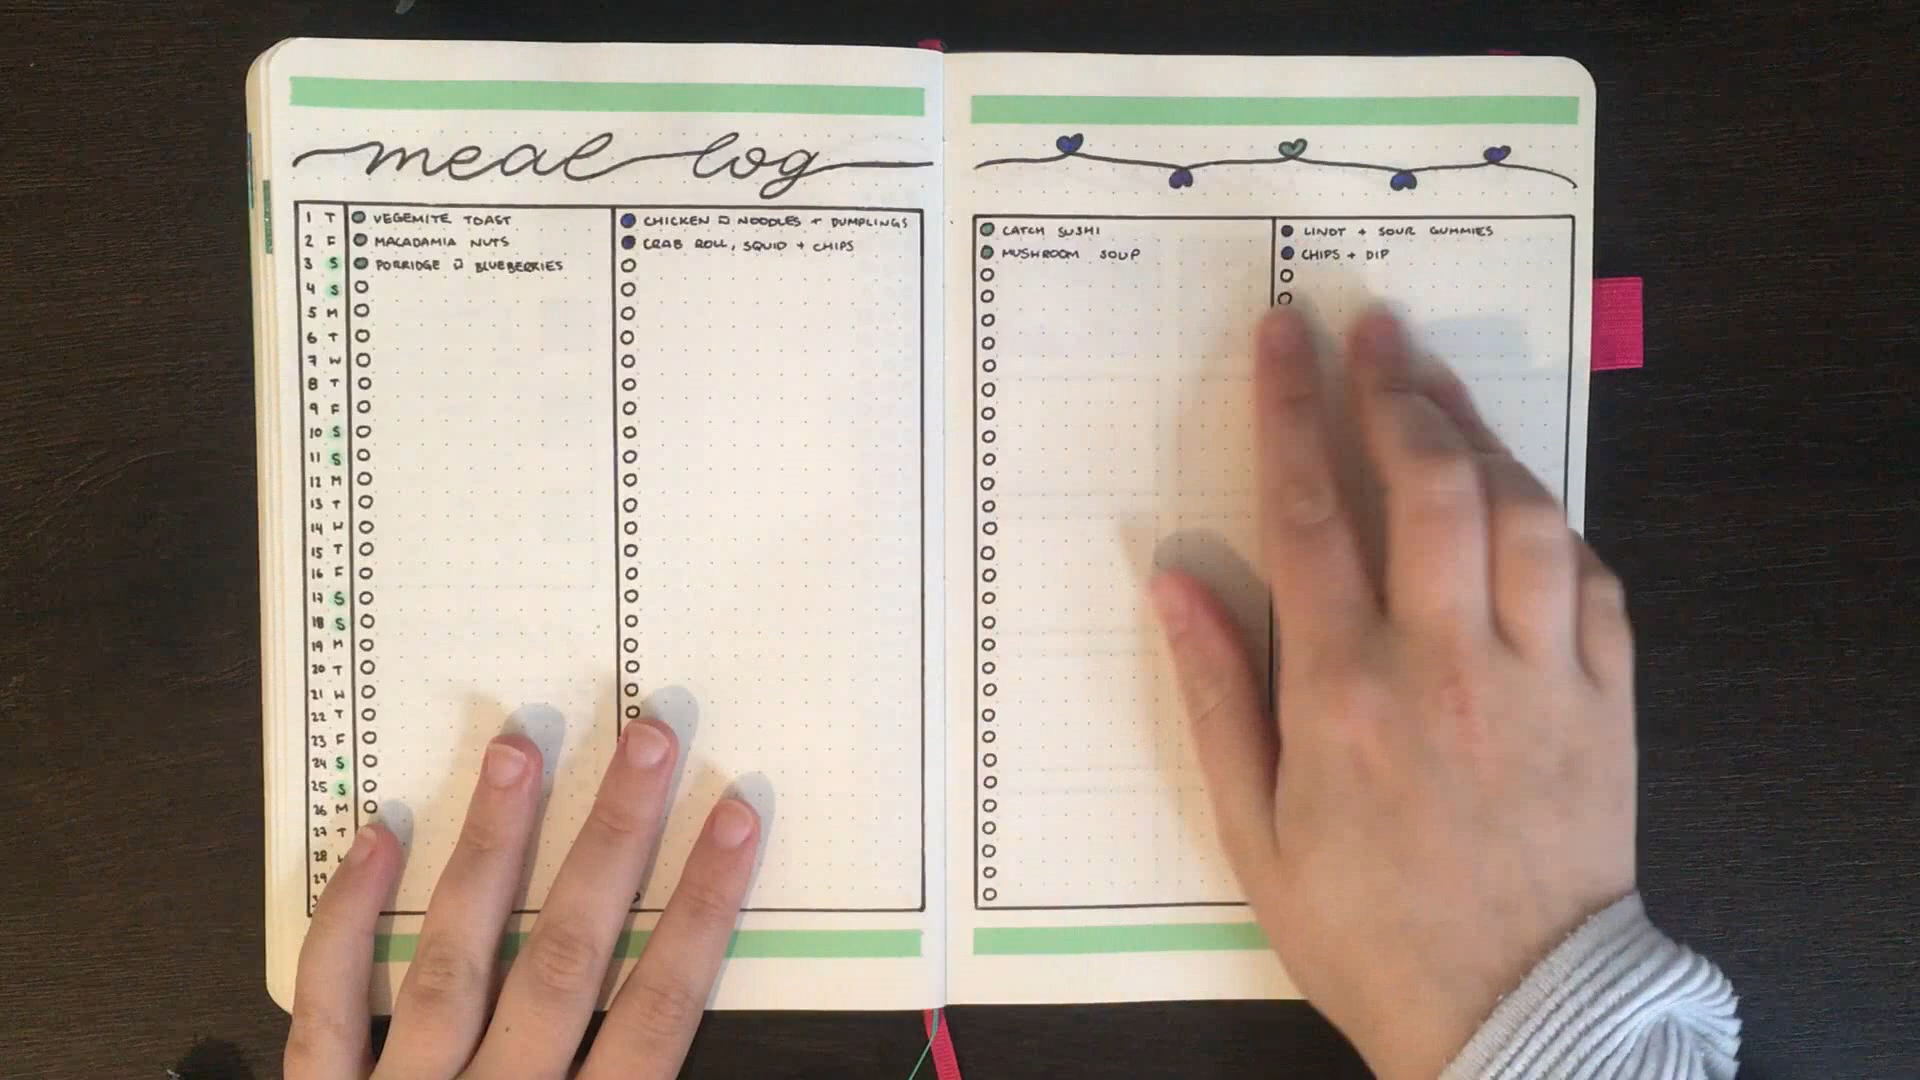 meal log
1 T VEGEMITE TOAST CHICKEN & NOODLES + DUMPLINGS
2 F MACADAMIA NUTS CRAB ROLL, SQUID + CHIPS
3 S PORRIDGE & BLUEBERRIES
4 S
5 M
6 T
7 W
8 T
9 F
10 S
11 S
12 M
13 T
14 W
15 T
16 F
17 S
18 S
19 M
20 T
21 W
22 T
23 F
24 S
25 S
26 M
27 T
28
29
CATCH SUSHI LINDT + SOUR GUMMIES
MUSHROOM SOUP CHIPS + DIP